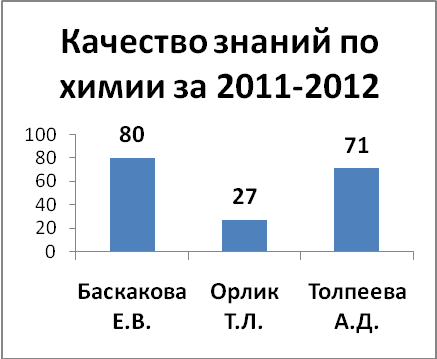 Качество знаний по
химии за 2011-2012
100
80
60
40
20
0
80
27
71
Баскакова
Е.В.
Орлик
Т.Л.
Толпеева
А.Д.